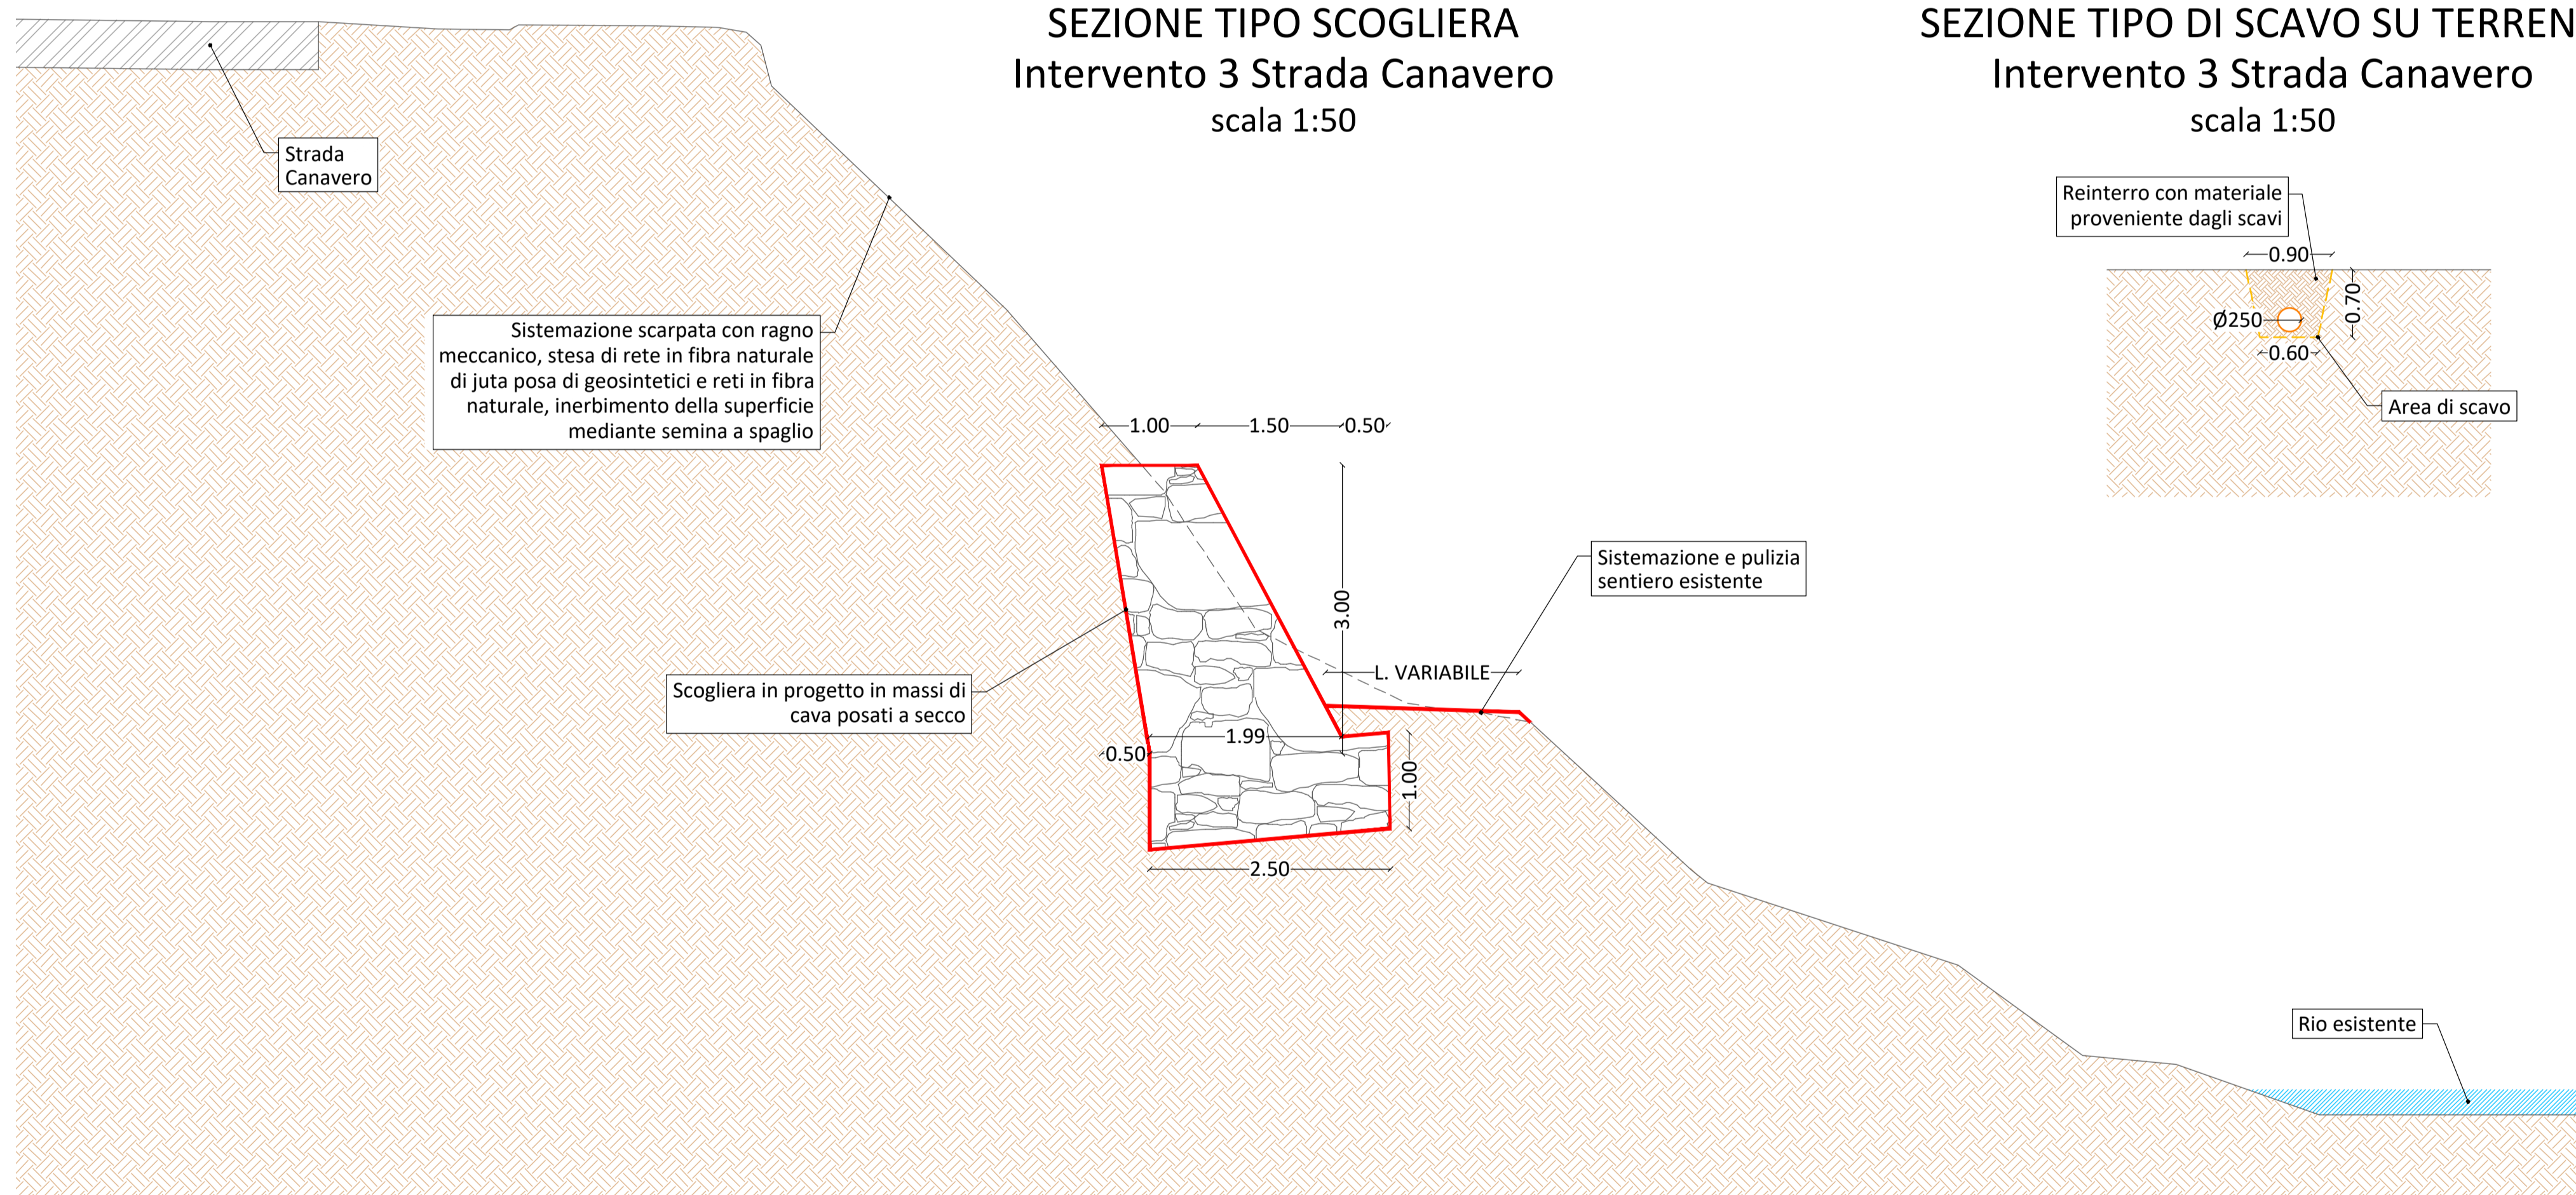 SEZIONE TIPO SCOGLIERA
Intervento 3 Strada Canavero
scala 1:50
SEZIONE TIPO DI SCAVO SU TERREN
Intervento 3 Strada Canavero
scala 1:50
Strada
Canavero
Reinterro con materiale
proveniente dagli scavi
0.90
0.70
Ø250
0.60
Area di scavo
Sistemazione scarpata con ragno
meccanico, stesa di rete in fibra naturale
di juta posa di geosintetici e reti in fibra
naturale, inerbimento della superficie
mediante semina a spaglio
1.00
1.50
0.50
3.00
Sistemazione e pulizia
sentiero esistente
L. VARIABILE
Scogliera in progetto in massi di
cava posati a secco
1.99
0.50
1.00
2.50
Rio esistente